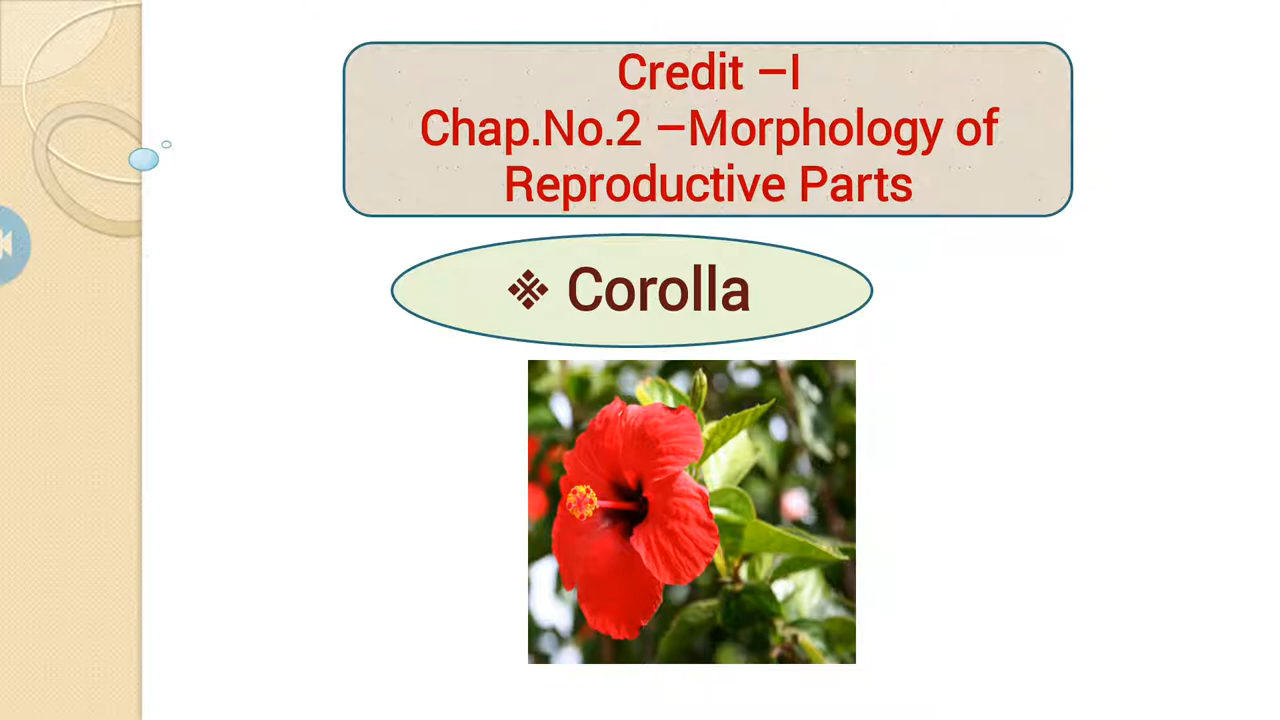 Credit –I
Chap.No.2 –Morphology of
Reproductive Parts
❖ Corolla